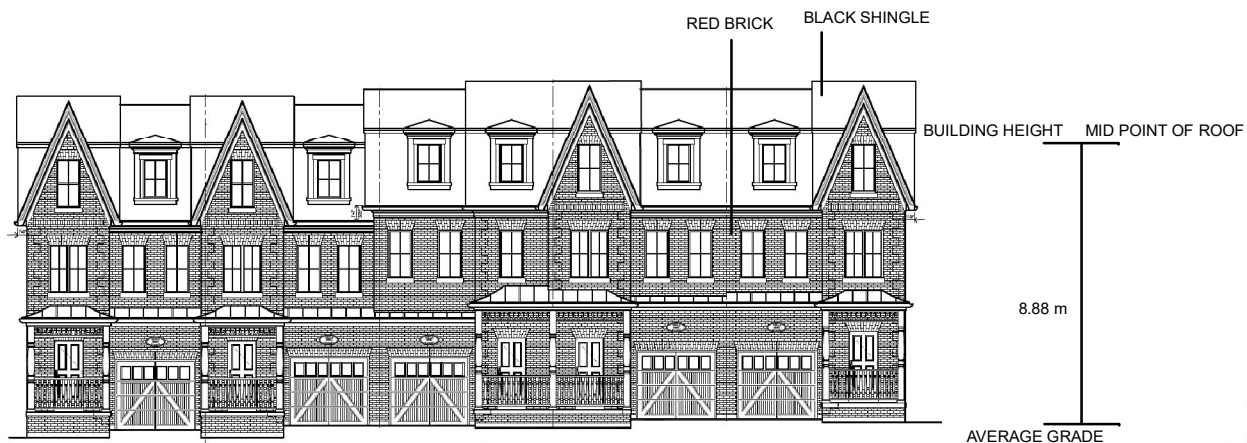 RED BRICK
BLACK SHINGLE
BUILDING HEIGHT MID POINT OF ROOF
8.88 m
AVERAGE GRADE